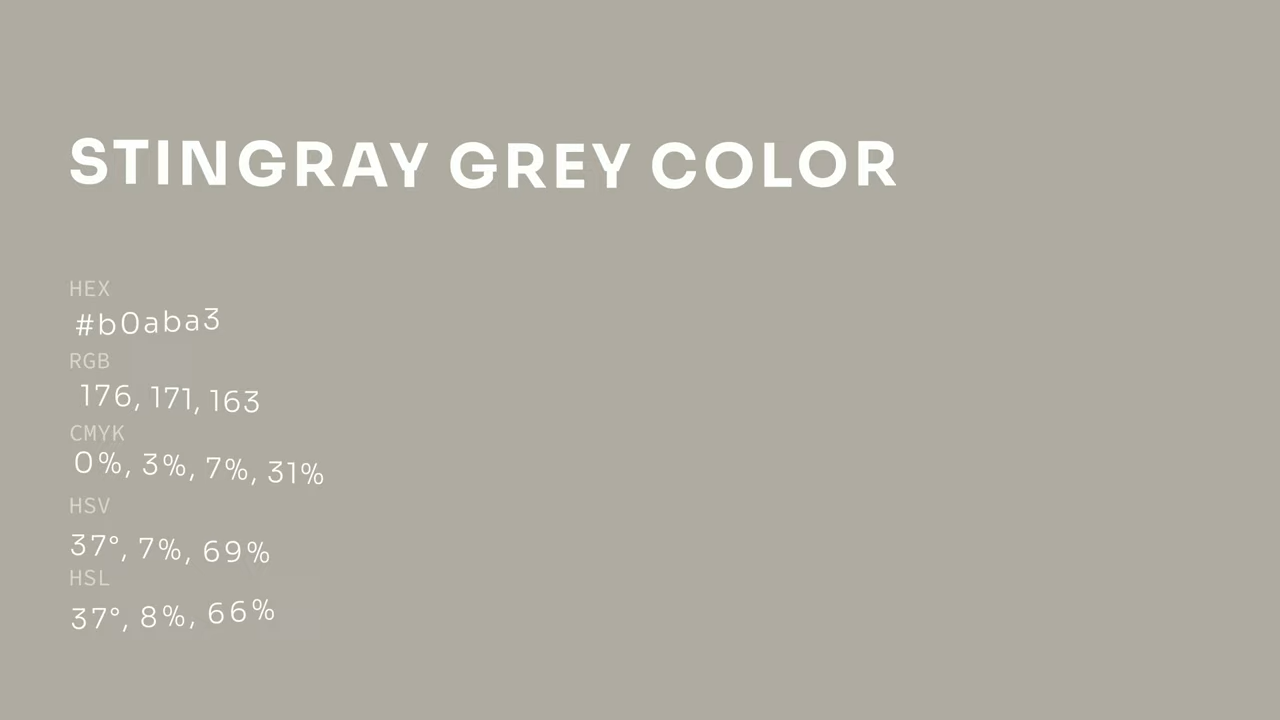 STINGRAY GREY COLOR
HEX
#b0aba3
RGB
176, 171, 163
CMYK
0%, 3%, 7%, 31%
HSV
37°, 7%, 69%
HSL
37°, 8%, 66%